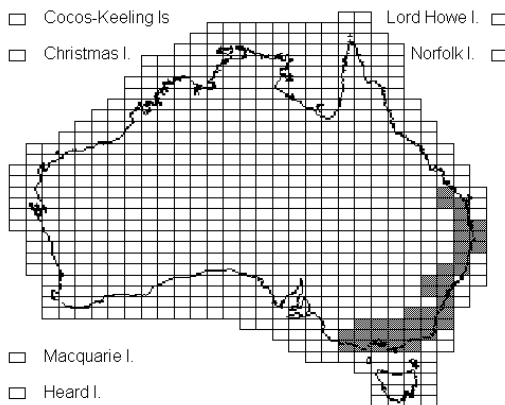 Cocos-Keeling Is
Lord Howe I.
Christmas I.
Norfolk I.
Macquarie I.
Heard I.